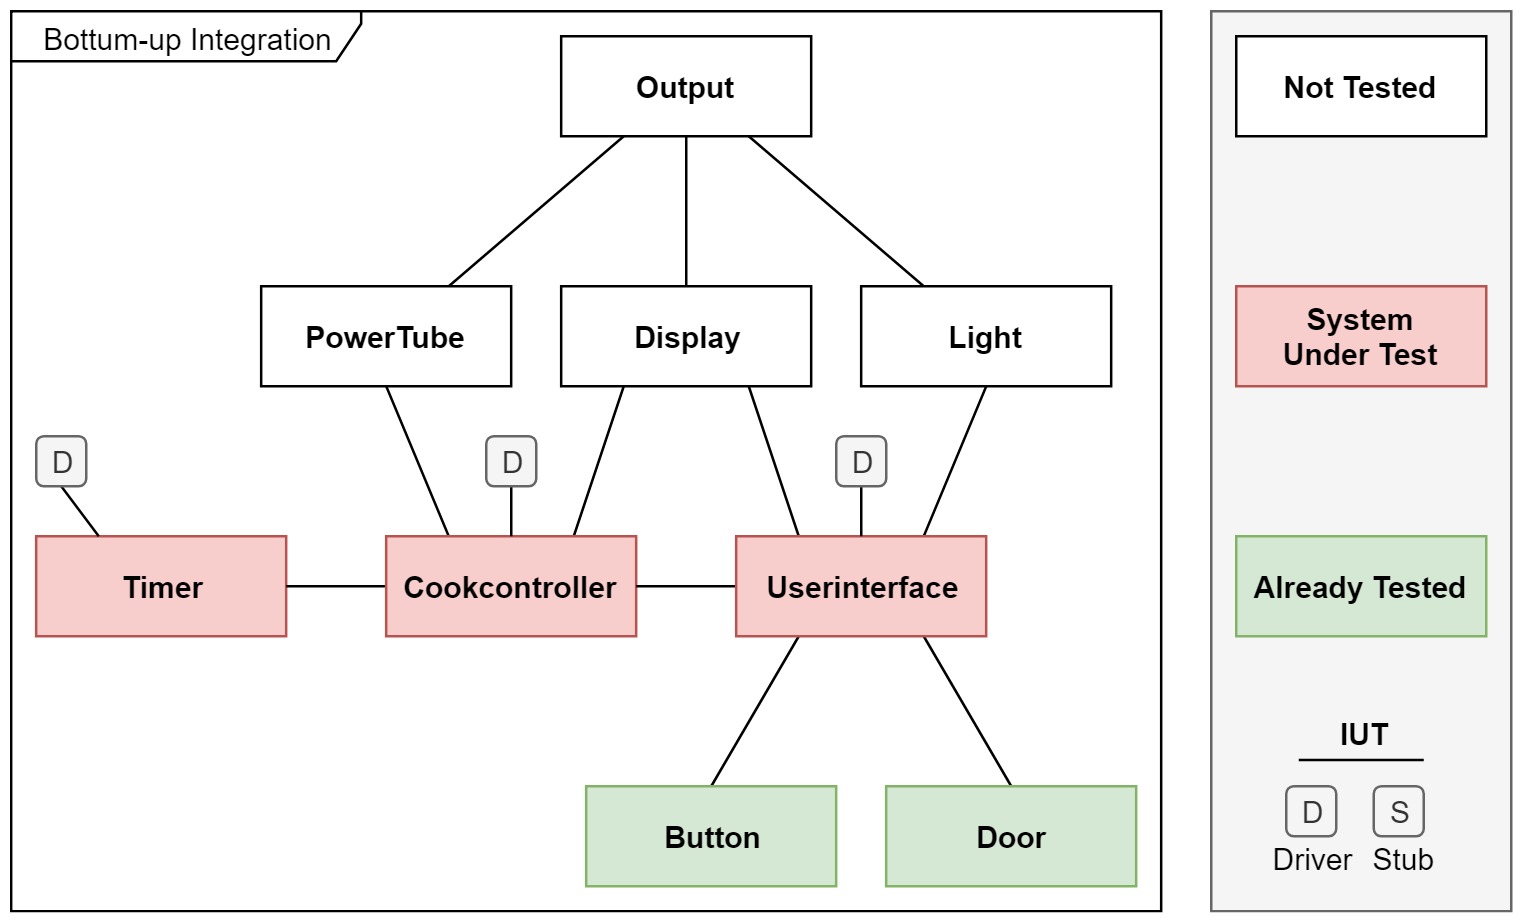 Bottum-up Integration
Output
PowerTube
Display
Light
D
D
D
Timer
Cookcontroller
Userinterface
Button
Door
Not Tested
System
Under Test
Already Tested
IUT
D
S
Driver
Stub